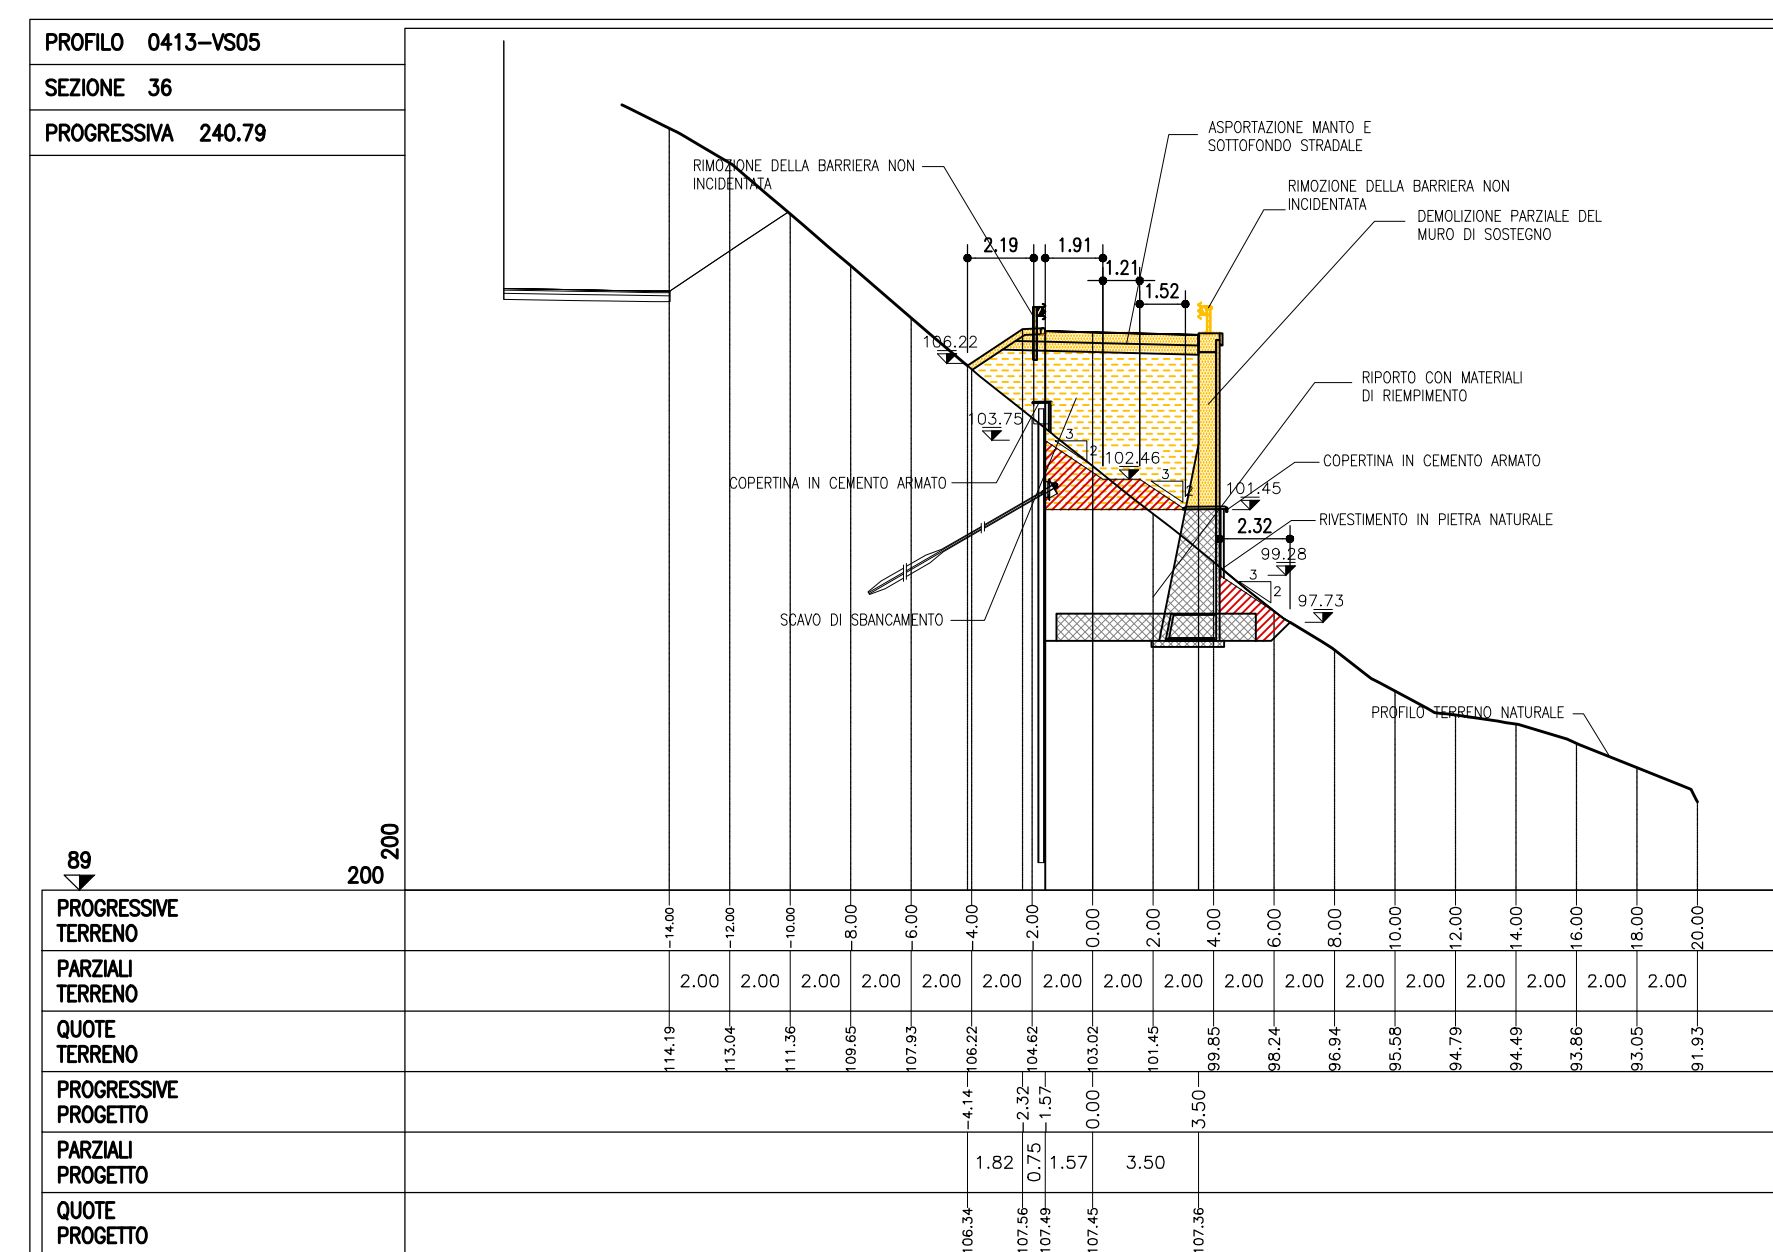 PROFILO 0413-VS05
SEZIONE 36
PROGRESSIVA 240.79
ASPORTAZIONE MANTO E
SOTTOFONDO STRADALE
RIMOZIONE DELLA BARRIERA NON
INCIDENTATA
RIMOZIONE DELLA BARRIERA NON
INCIDENTATA
DEMOLIZIONE PARZIALE DEL
MURO DI SOSTEGNO
2.19 1.91
1.21
1.52
106.22
RIPORTO CON MATERIALI
DI RIEMPIMENTO
103.75
3
2
102.46
3
2
COPERTINA IN CEMENTO ARMATO
COPERTINA IN CEMENTO ARMATO
101.45
RIVESTIMENTO IN PIETRA NATURALE
2.32
99.28
3
2
97.73
SCAVO DI SBANCAMENTO
PROFILO TERRENO NATURALE
89
200
200
PROGRESSIVE
TERRENO
-14.00 -12.00 -10.00 -8.00 -6.00 -4.00 -2.00 0.00 2.00 4.00 6.00 8.00 10.00 12.00 14.00 16.00 18.00 20.00
PARZIALI
TERRENO
2.00 2.00 2.00 2.00 2.00 2.00 2.00 2.00 2.00 2.00 2.00 2.00 2.00 2.00 2.00 2.00 2.00
QUOTE
TERRENO
114.19 113.04 111.36 109.65 107.93 106.22 104.62 103.02 101.45 99.85 98.24 96.94 95.58 94.79 94.49 93.86 93.05 91.93
PROGRESSIVE
PROGETTO
-4.14 -2.32 -1.57 0.00 3.50
PARZIALI
PROGETTO
1.82 0.75 1.57 3.50
QUOTE
PROGETTO
106.34 107.56 107.49 107.45 107.36